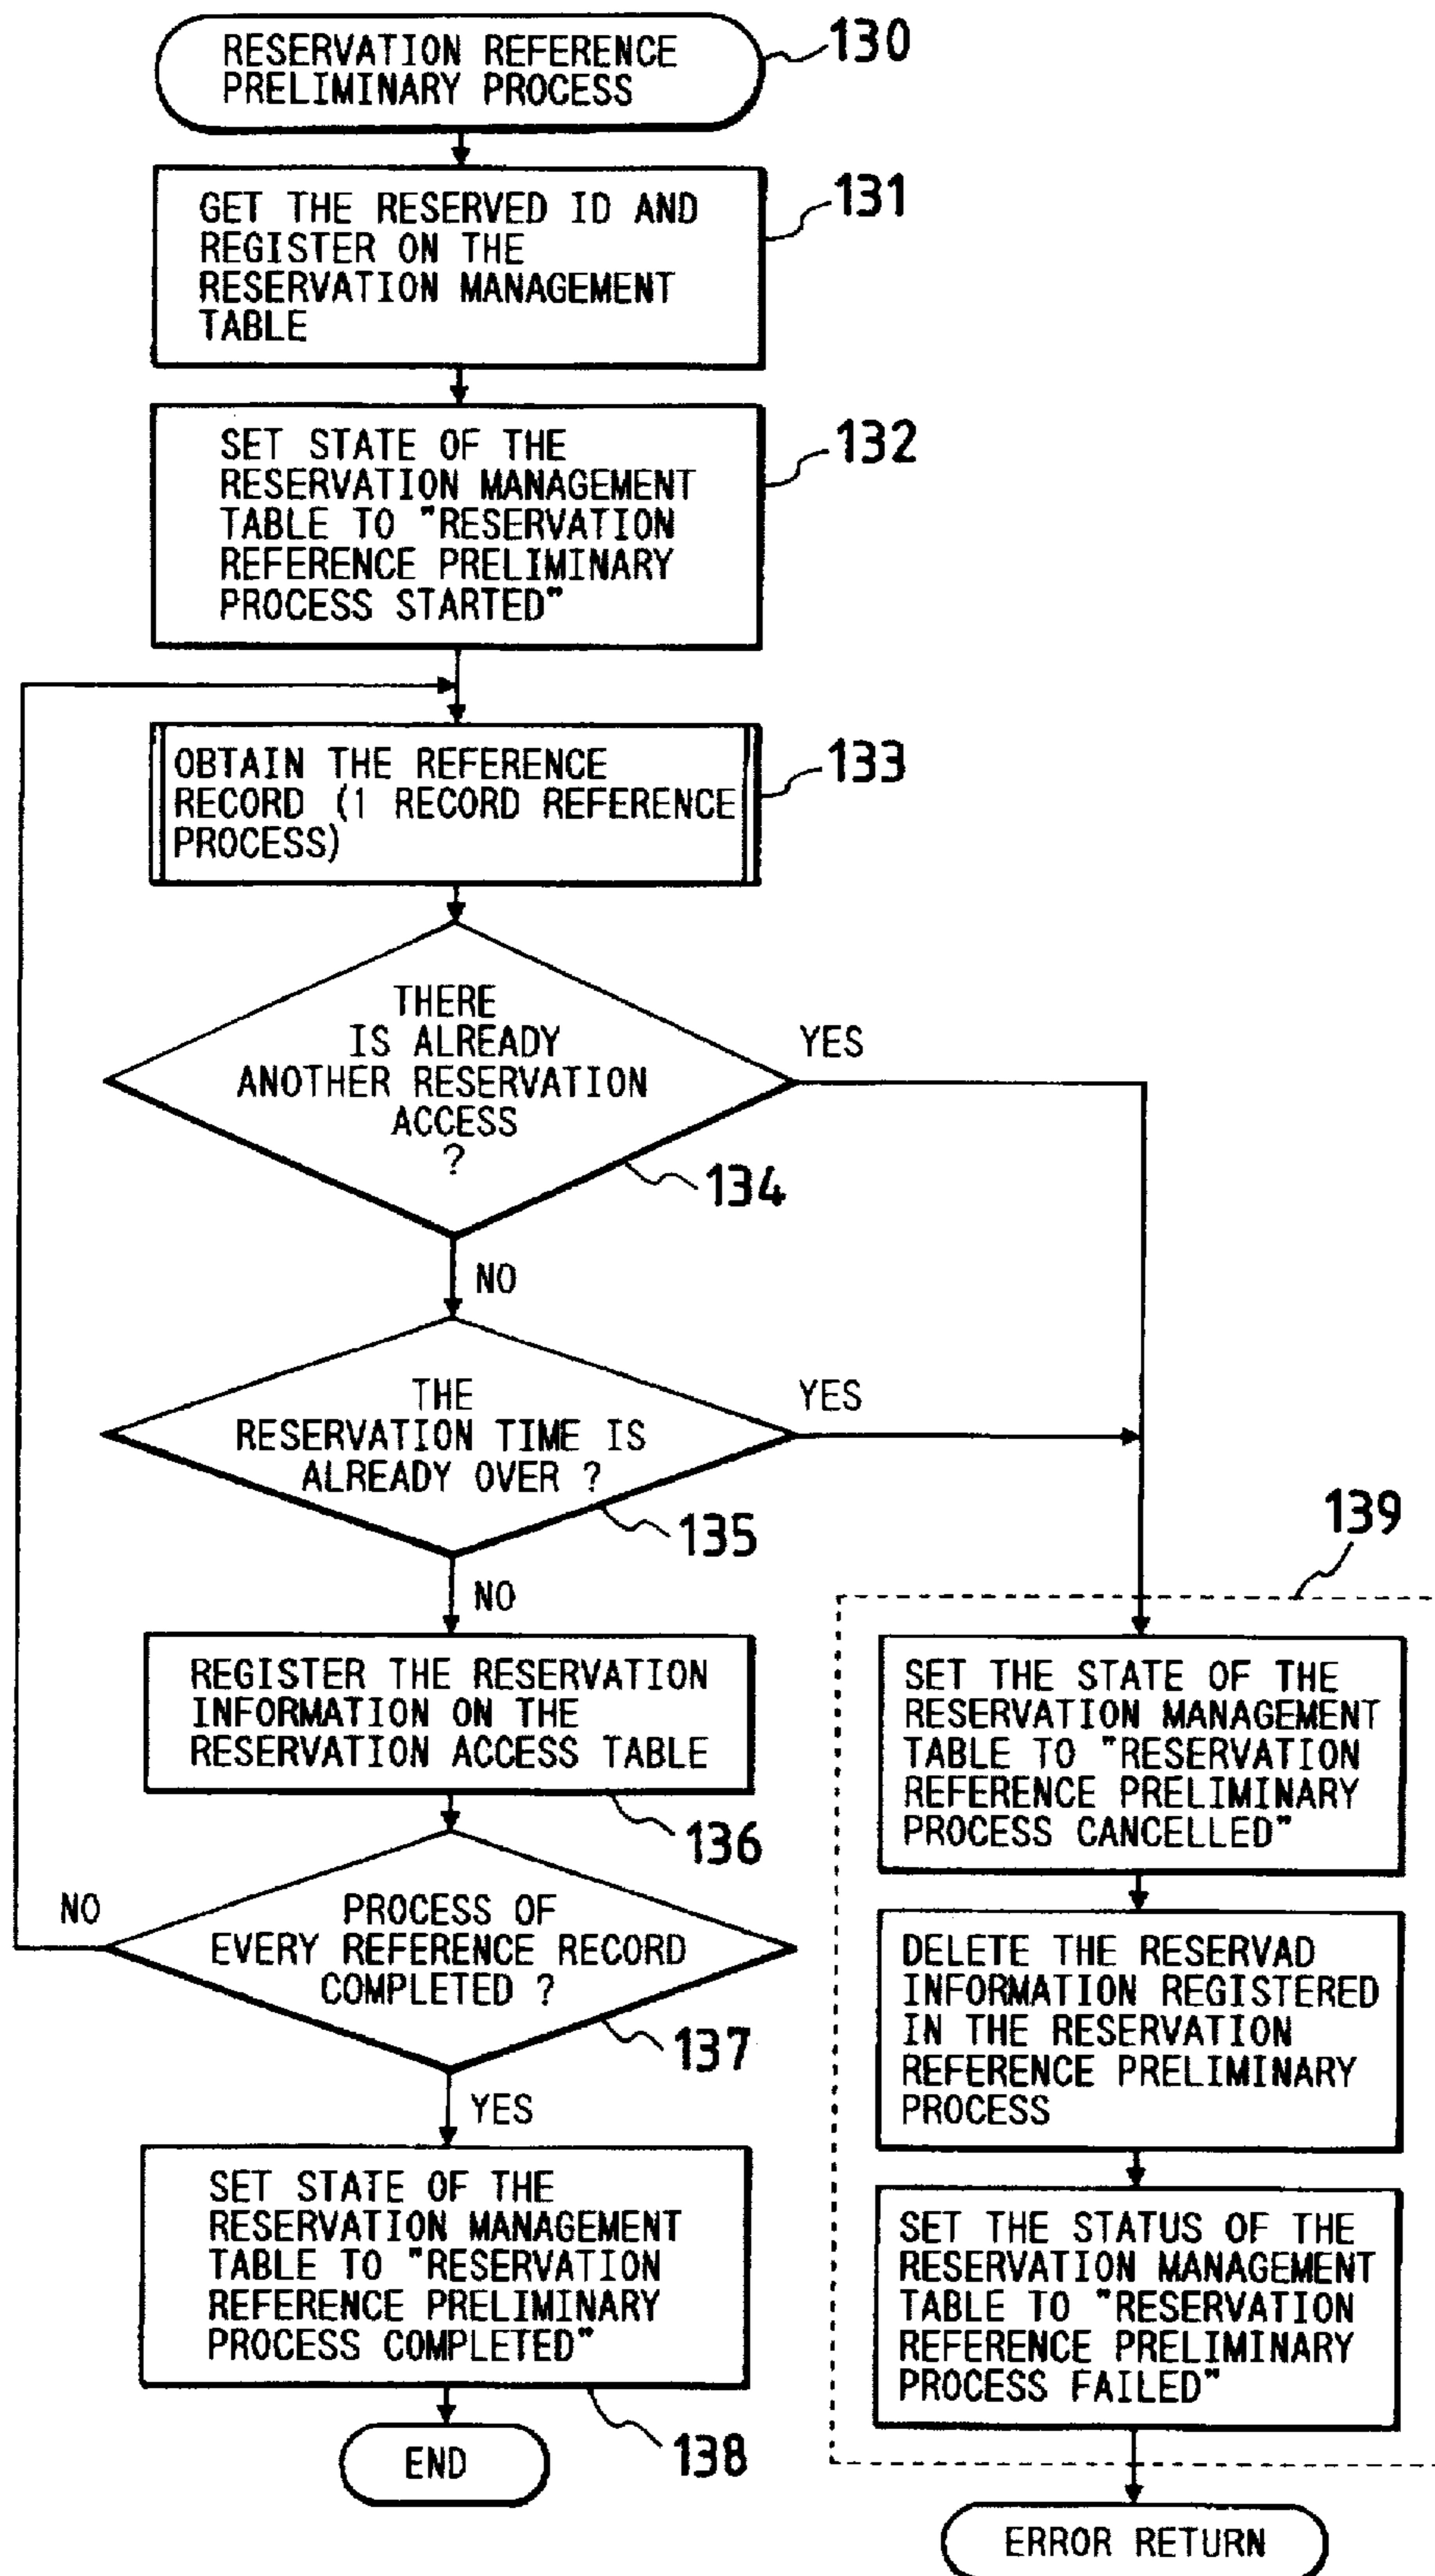 RESERVATION REFERENCE
PRELIMINARY PROCESS
130
GET THE RESERVED ID AND
REGISTER ON THE
RESERVATION MANAGEMENT
TABLE
131
SET STATE OF THE
RESERVATION MANAGEMENT
TABLE TO "RESERVATION
REFERENCE PRELIMINARY
PROCESS STARTED"
132
OBTAIN THE REFERENCE
RECORD (1 RECORD REFERENCE
PROCESS)
133
THERE
IS ALREADY
ANOTHER RESERVATION
ACCESS
?
YES
134
NO
THE
RESERVATION TIME IS
ALREADY OVER ?
YES
135
NO
REGISTER THE RESERVATION
INFORMATION ON THE
RESERVATION ACCESS TABLE
136
NO
PROCESS OF
EVERY REFERENCE RECORD
COMPLETED ?
137
YES
SET STATE OF THE
RESERVATION MANAGEMENT
TABLE TO "RESERVATION
REFERENCE PRELIMINARY
PROCESS COMPLETED"
138
END
139
SET THE STATE OF THE
RESERVATION MANAGEMENT
TABLE TO "RESERVATION
REFERENCE PRELIMINARY
PROCESS CANCELLED"
DELETE THE RESERVAD
INFORMATION REGISTERED
IN THE RESERVATION
REFERENCE PRELIMINARY
PROCESS
SET THE STATUS OF THE
RESERVATION MANAGEMENT
TABLE TO "RESERVATION
REFERENCE PRELIMINARY
PROCESS FAILED"
ERROR RETURN